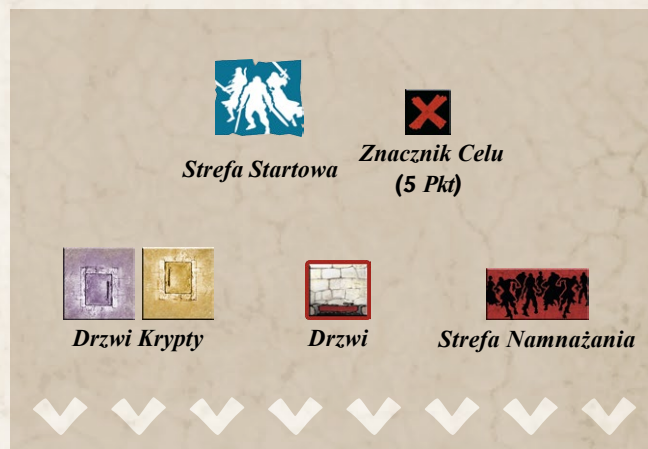 Strefa Startowa
Znacznik Celu
(5 Pkt)
Drzwi Krypty
Drzwi
Strefa Namnażania